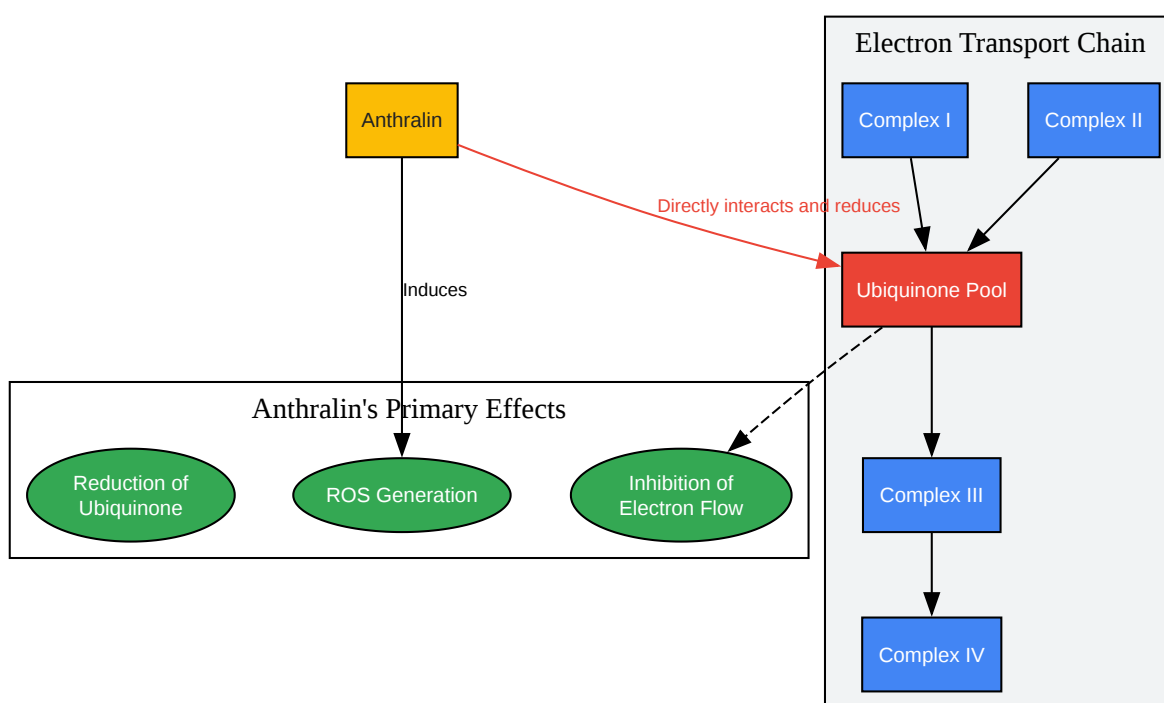 Electron Transport Chain
Anthralin
Complex I
Complex II
Directly interacts and reduces
Ubiquinone Pool
Induces
Anthralin's Primary Effects
Reduction of
Ubiquinone
ROS Generation
Inhibition of
Electron Flow
Complex III
Complex IV